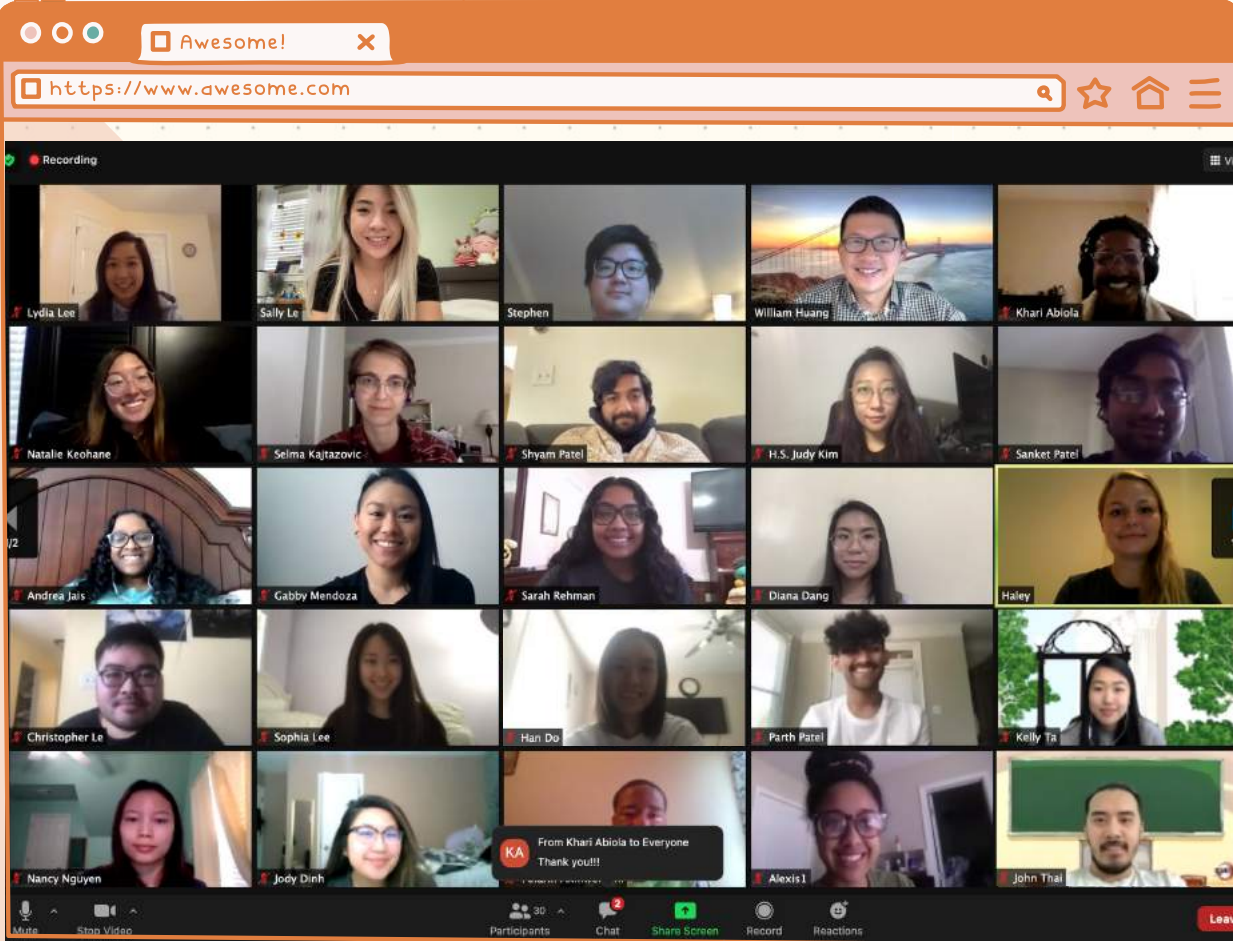 Awesome!
https://www.awesome.com
Recording
Lydia Lee
Sally Le
Stephen
William Huang
Khari Abiola
Natalie Keohane
Selma Kajtazovic
Shyam Patel
H.S. Judy Kim
Sanket Patel
/2
Andrea Jais
Gabby Mendoza
Sarah Rehman
Diana Dang
Haley
Christopher Le
Sophia Lee
Han Do
Parth Patel
Kelly Ta
KA
From Khari Abiola to Everyone
Thank you!!!
Nancy Nguyen
Jody Dinh
Alexis1
John Thai
Mute
Stop Video
30
Participants
2
Chat
Share Screen
Record
Reactions
Leav